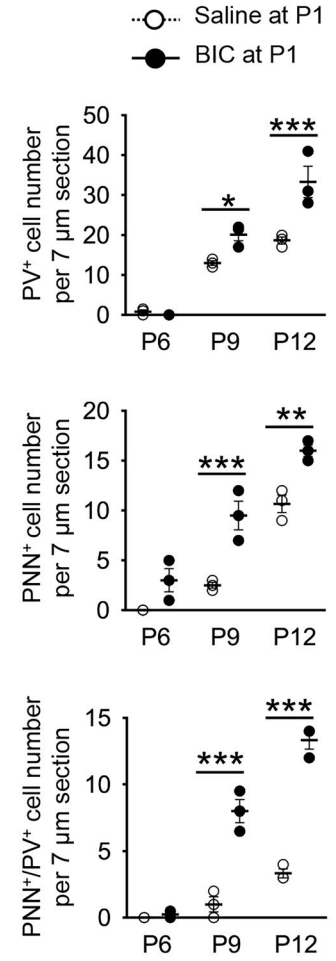 Saline at P1
BIC at P1
PV⁺ cell number
per 7 µm section
50
40
30
20
10
0
*
***
P6 P9 P12
PNN⁺ cell number
per 7 µm section
20
15
10
5
0
***
**
P6 P9 P12
PNN⁺/PV⁺ cell number
per 7 µm section
15
10
5
0
***
***
P6 P9 P12